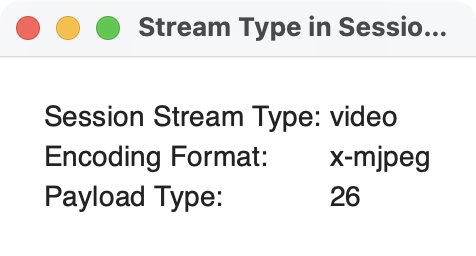 Stream Type in Sessio...
Session Stream Type: video
Encoding Format: x-mjpeg
Payload Type: 26